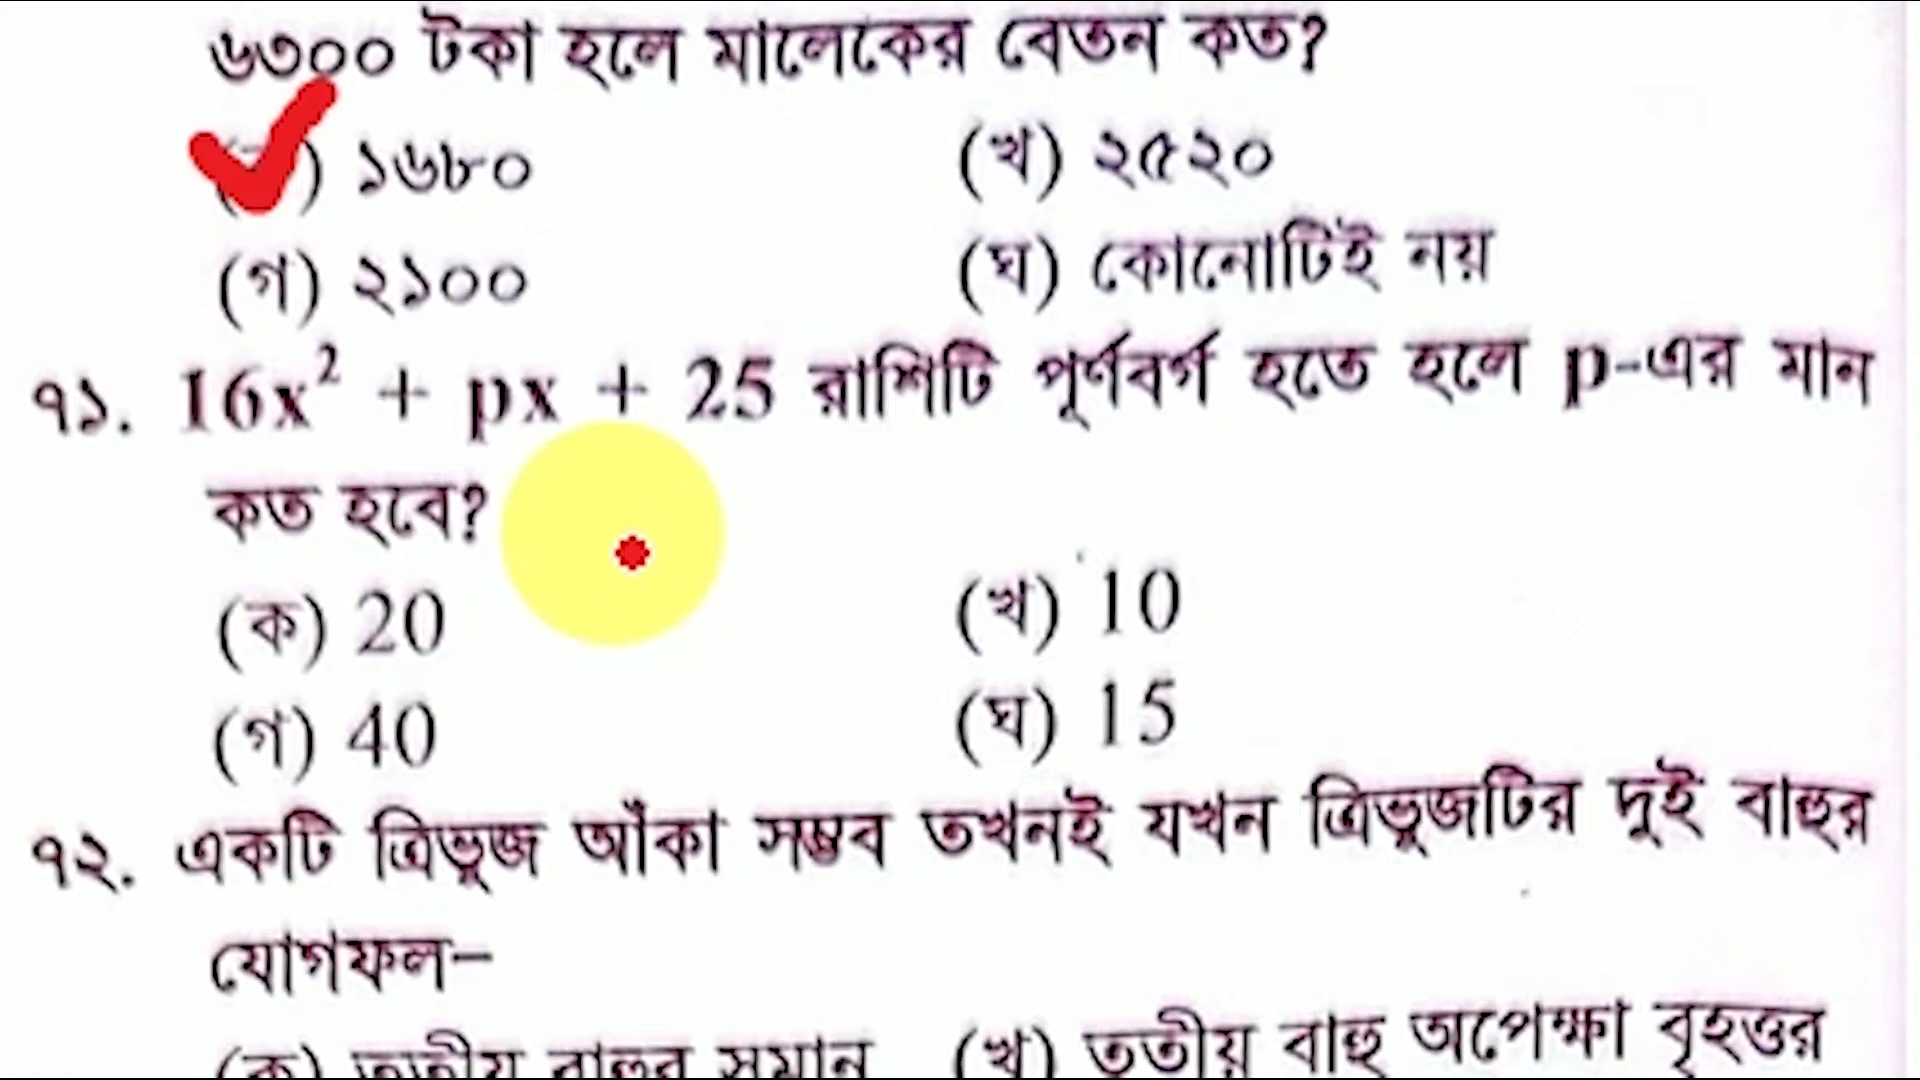 ৬৩০০ টকা হলে মালেকের বেতন কত?
১৬৮০ (খ) ২৫২০
(গ) ২১০০ (ঘ) কোনোটিই নয়
৭১. 16x² + px + 25 রাশিটি পূর্ণবর্গ হতে হলে p-এর মান
কত হবে?
(ক) 20 (খ) 10
(গ) 40 (ঘ) 15
৭২. একটি ত্রিভুজ আঁকা সম্ভব তখনই যখন ত্রিভুজটির দুই বাহুর
যোগফল–
(ক) তৃতীয় বাহুর সমান (খ) তৃতীয় বাহু অপেক্ষা বৃহত্তর